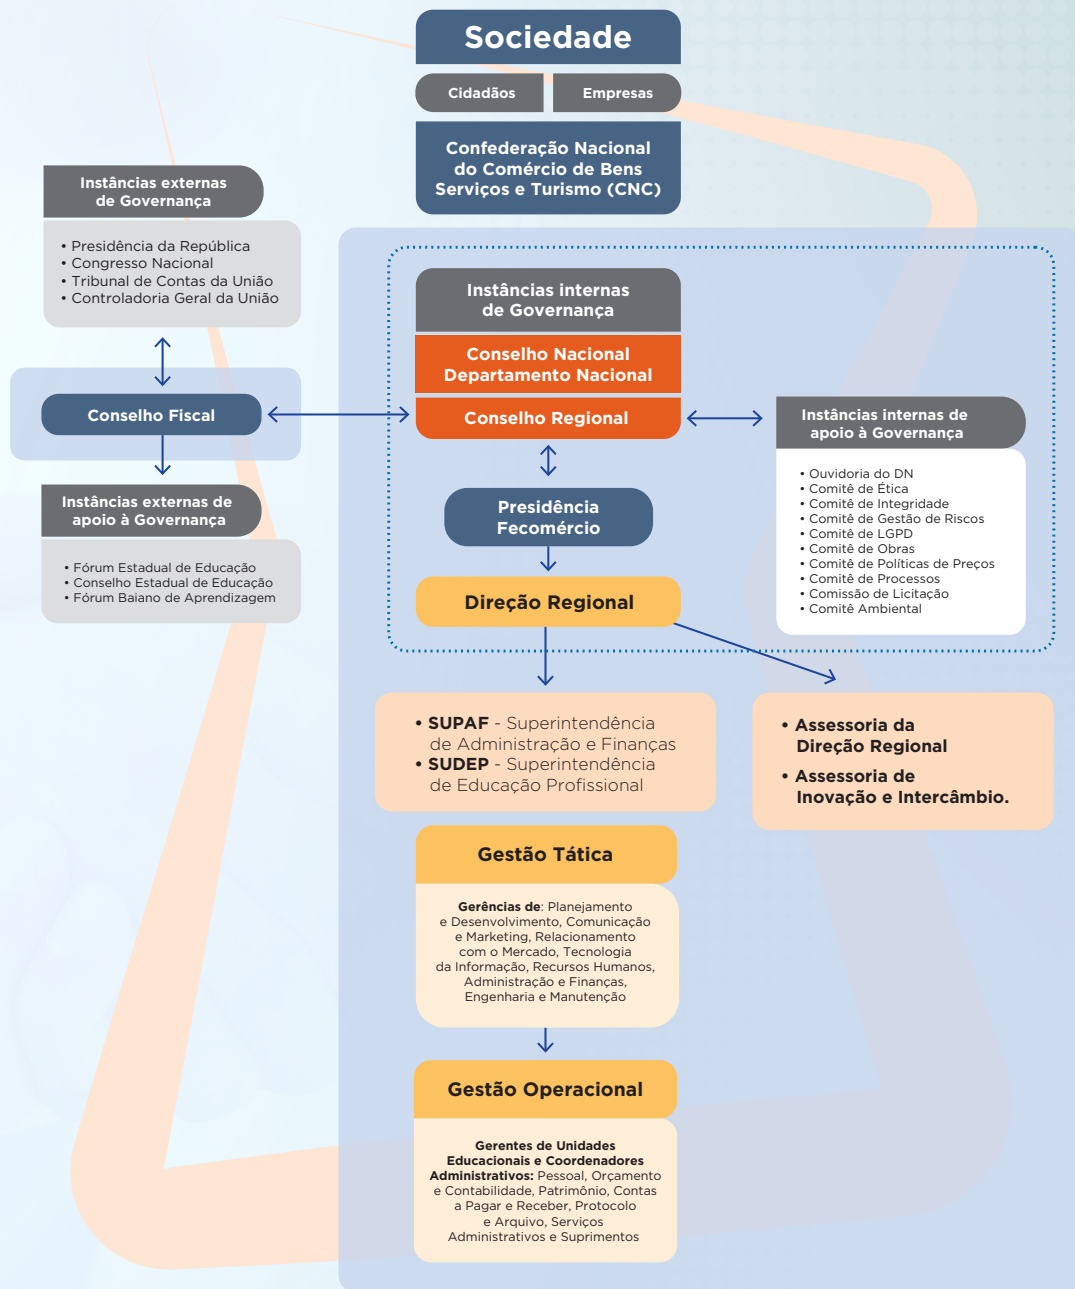 Sociedade
Cidadãos
Empresas
Confederação Nacional
do Comércio de Bens
Serviços e Turismo (CNC)
Instâncias externas
de Governança
• Presidência da República
• Congresso Nacional
• Tribunal de Contas da União
• Controladoria Geral da União
Conselho Fiscal
Instâncias externas de
apoio à Governança
• Fórum Estadual de Educação
• Conselho Estadual de Educação
• Fórum Baiano de Aprendizagem
Instâncias internas
de Governança
Conselho Nacional
Departamento Nacional
Conselho Regional
Presidência
Fecomércio
Direção Regional
Instâncias internas de
apoio à Governança
• Ouvidoria do DN
• Comitê de Ética
• Comitê de Integridade
• Comitê de Gestão de Riscos
• Comitê de LGPD
• Comitê de Obras
• Comitê de Políticas de Preços
• Comitê de Processos
• Comissão de Licitação
• Comitê Ambiental
• SUPAF - Superintendência
de Administração e Finanças
• SUDEP - Superintendência
de Educação Profissional
• Assessoria da
Direção Regional
• Assessoria de
Inovação e Intercâmbio.
Gestão Tática
Gerências de: Planejamento
e Desenvolvimento, Comunicação
e Marketing, Relacionamento
com o Mercado, Tecnologia
da Informação, Recursos Humanos,
Administração e Finanças,
Engenharia e Manutenção
Gestão Operacional
Gerentes de Unidades
Educacionais e Coordenadores
Administrativos: Pessoal, Orçamento
e Contabilidade, Patrimônio, Contas
a Pagar e Receber, Protocolo
e Arquivo, Serviços
Administrativos e Suprimentos